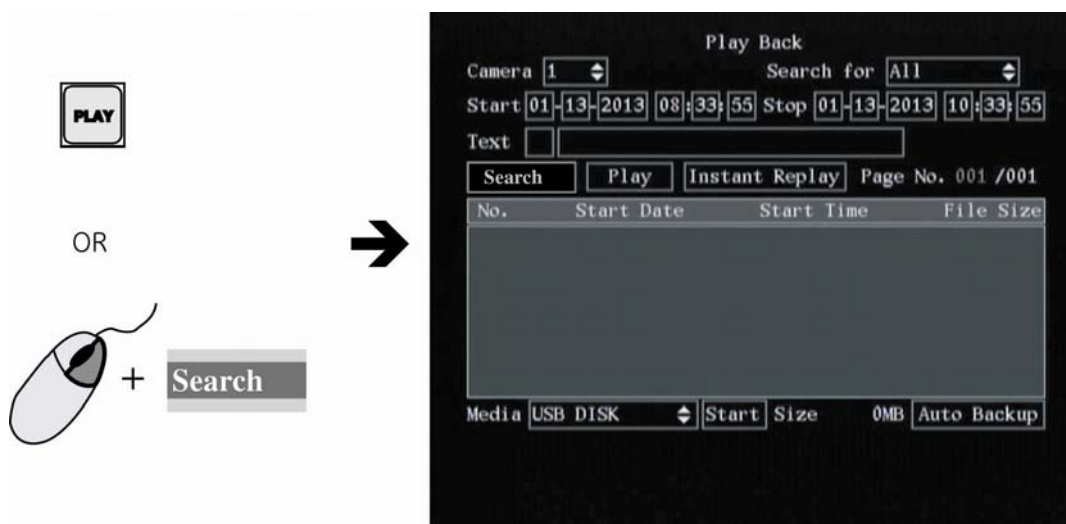 PLAY
OR
+ Search
Play Back
Camera 1 Search for All
Start 01-13-2013 08:33:55 Stop 01-13-2013 10:33:55
Text
Search Play Instant Replay Page No. 001 /001
No. Start Date Start Time File Size
Media USB DISK Start Size 0MB Auto Backup